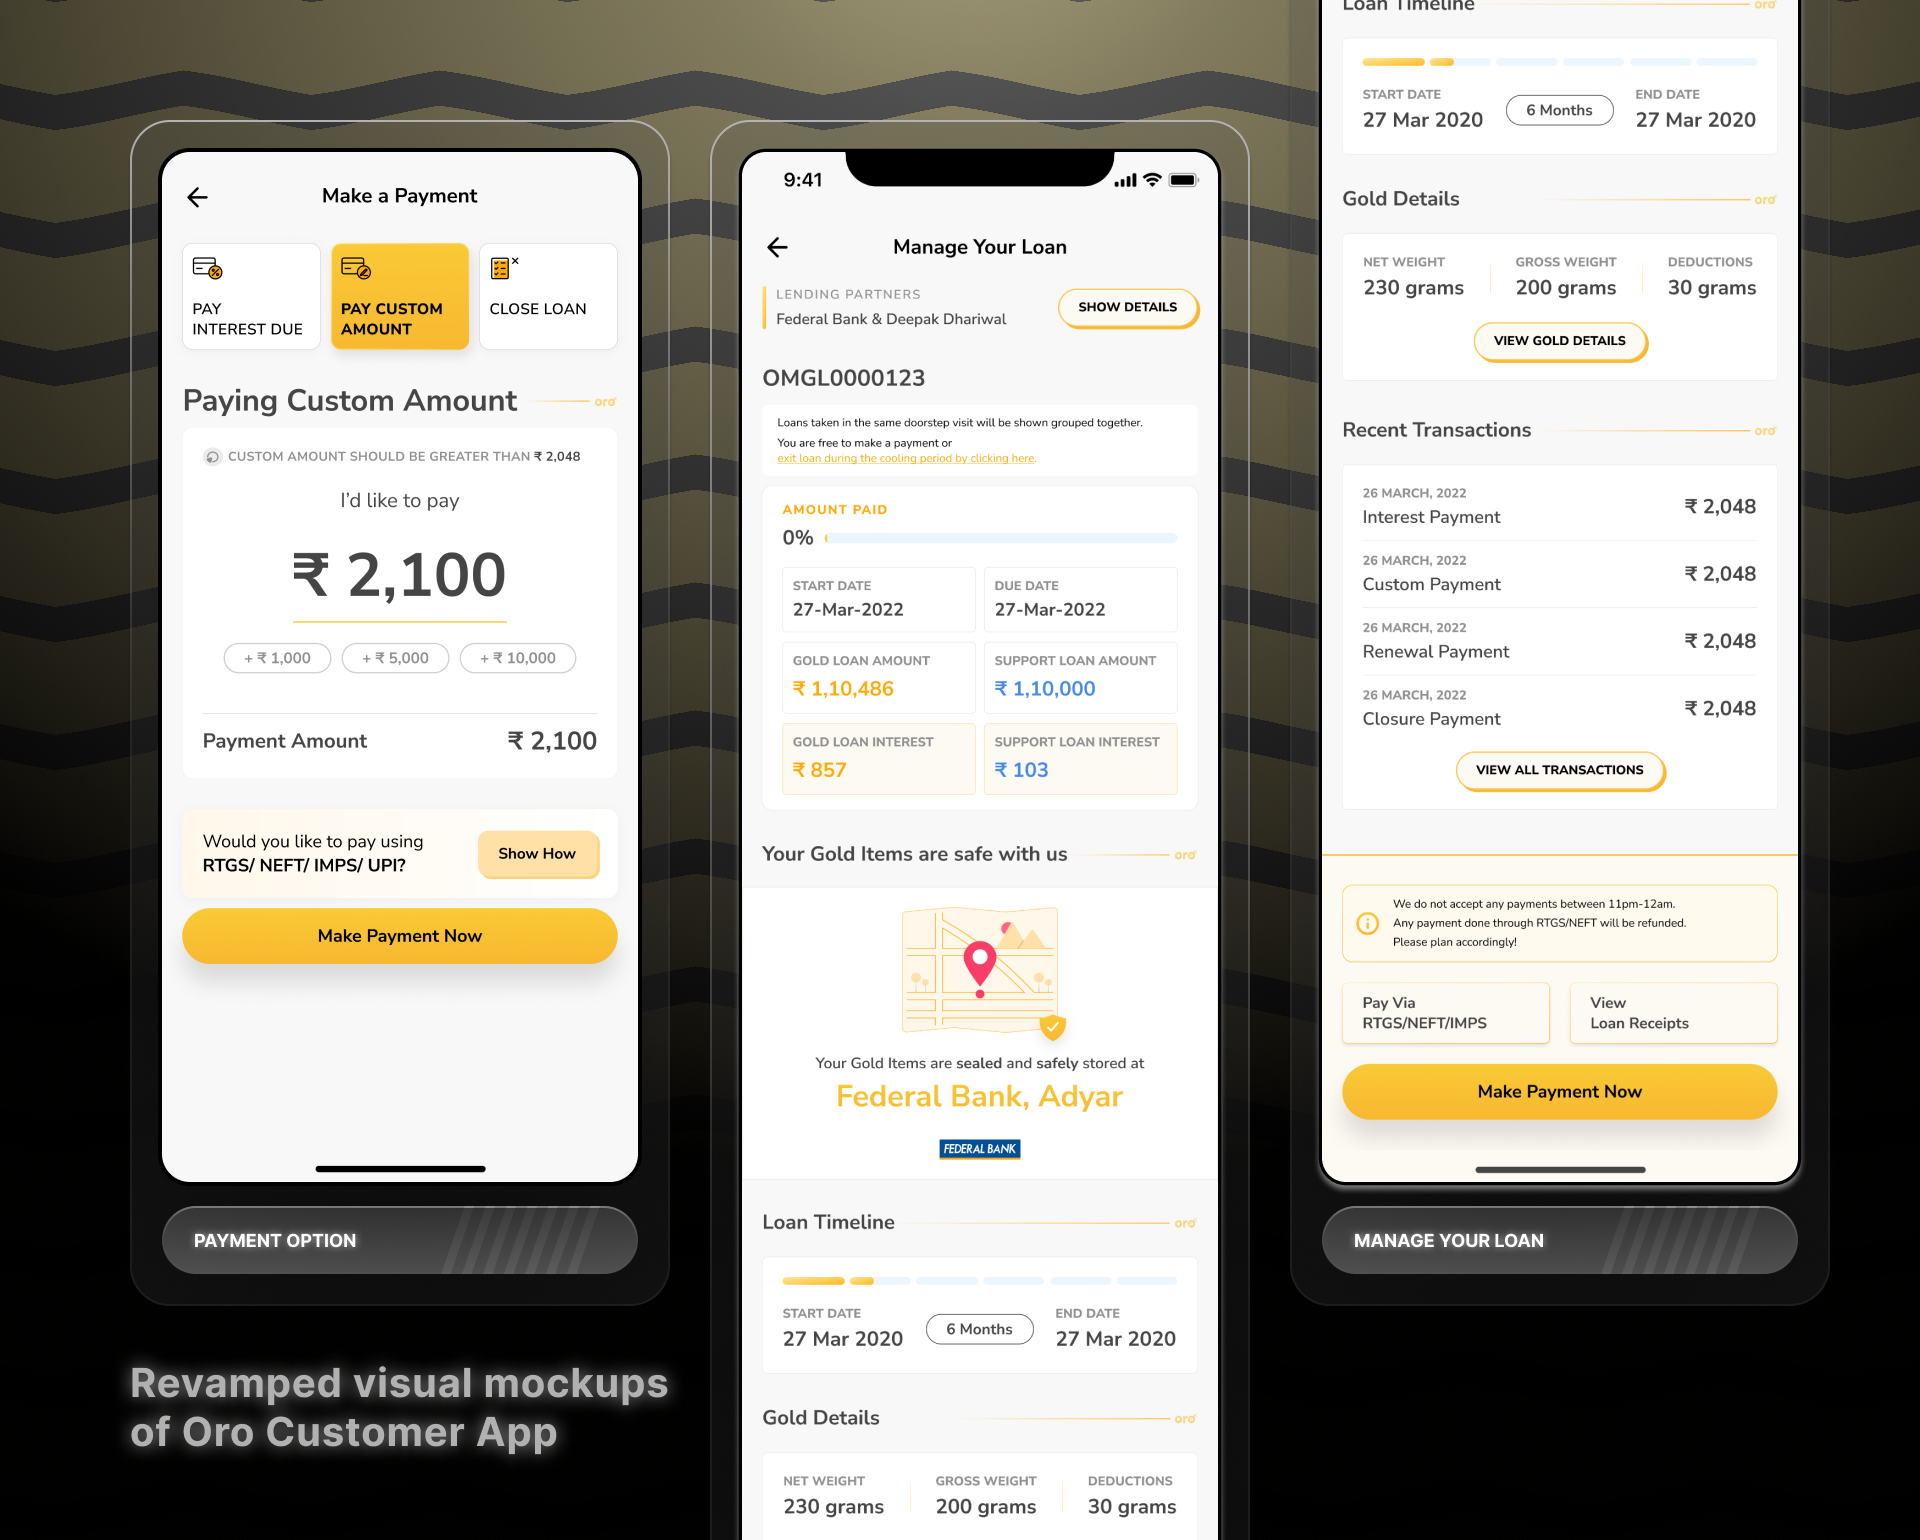 Make a Payment
PAY
INTEREST DUE
PAY CUSTOM
AMOUNT
CLOSE LOAN
Paying Custom Amount
oro
CUSTOM AMOUNT SHOULD BE GREATER THAN ₹ 2,048
I'd like to pay
₹ 2,100
+ ₹ 1,000
+ ₹ 5,000
+ ₹ 10,000
Payment Amount
₹ 2,100
Would you like to pay using
RTGS/ NEFT/ IMPS/ UPI?
Show How
Make Payment Now
PAYMENT OPTION
Revamped visual mockups
of Oro Customer App
9:41
Manage Your Loan
LENDING PARTNERS
Federal Bank & Deepak Dhariwal
SHOW DETAILS
OMGL0000123
Loans taken in the same doorstep visit will be shown grouped together.
You are free to make a payment or
exit loan during the cooling period by clicking here.
AMOUNT PAID
0%
START DATE
27-Mar-2022
DUE DATE
27-Mar-2022
GOLD LOAN AMOUNT
₹ 1,10,486
SUPPORT LOAN AMOUNT
₹ 1,10,000
GOLD LOAN INTEREST
₹ 857
SUPPORT LOAN INTEREST
₹ 103
Your Gold Items are safe with us
oro
Your Gold Items are sealed and safely stored at
Federal Bank, Adyar
FEDERAL BANK
Loan Timeline
oro
START DATE
27 Mar 2020
6 Months
END DATE
27 Mar 2020
Gold Details
oro
NET WEIGHT
230 grams
GROSS WEIGHT
200 grams
DEDUCTIONS
30 grams
Loan Timeline
oro
START DATE
27 Mar 2020
6 Months
END DATE
27 Mar 2020
Gold Details
oro
NET WEIGHT
230 grams
GROSS WEIGHT
200 grams
DEDUCTIONS
30 grams
VIEW GOLD DETAILS
Recent Transactions
oro
26 MARCH, 2022
Interest Payment
₹ 2,048
26 MARCH, 2022
Custom Payment
₹ 2,048
26 MARCH, 2022
Renewal Payment
₹ 2,048
26 MARCH, 2022
Closure Payment
₹ 2,048
VIEW ALL TRANSACTIONS
We do not accept any payments between 11pm-12am.
Any payment done through RTGS/NEFT will be refunded.
Please plan accordingly!
Pay Via
RTGS/NEFT/IMPS
View
Loan Receipts
Make Payment Now
MANAGE YOUR LOAN